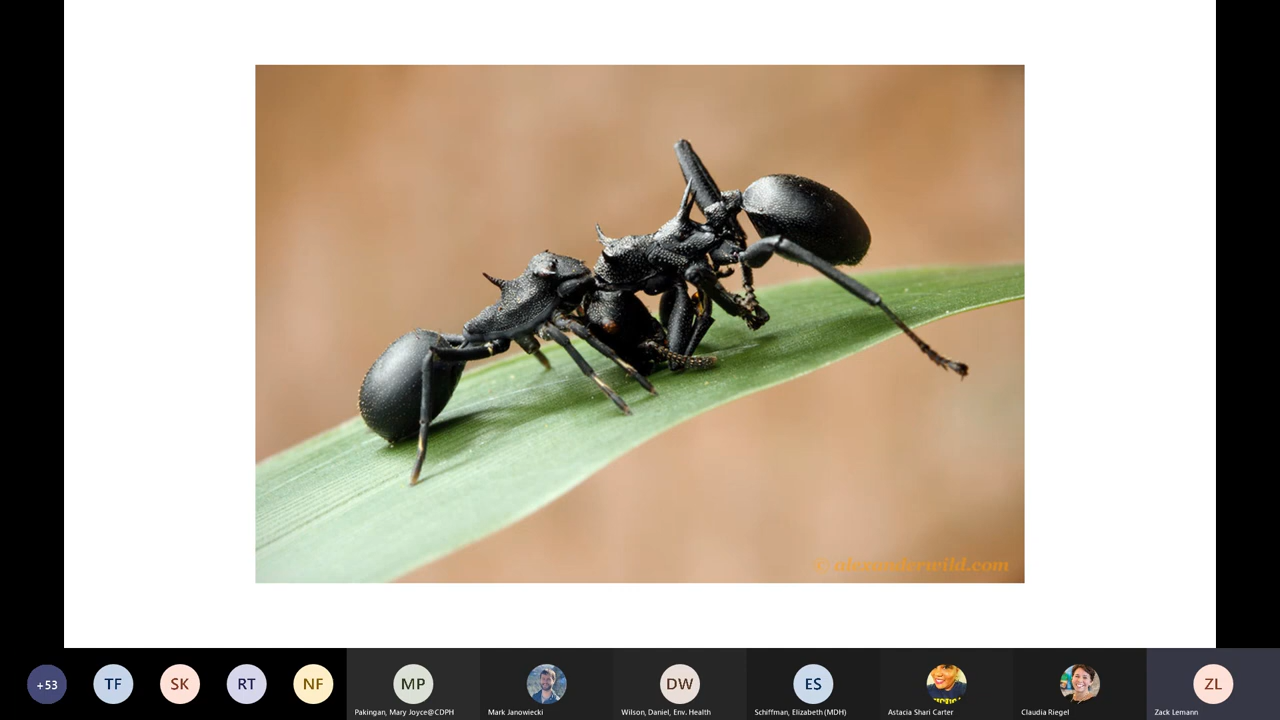 © alexanderwild.com
+53
TF
SK
RT
NF
MP
DW
ES
ZL
Pakingan, Mary Joyce@CDPH
Mark Janowiecki
Wilson, Daniel, Env. Health
Schiffman, Elizabeth (MDH)
Astacia Shari Carter
Claudia Riegel
Zack Lemann